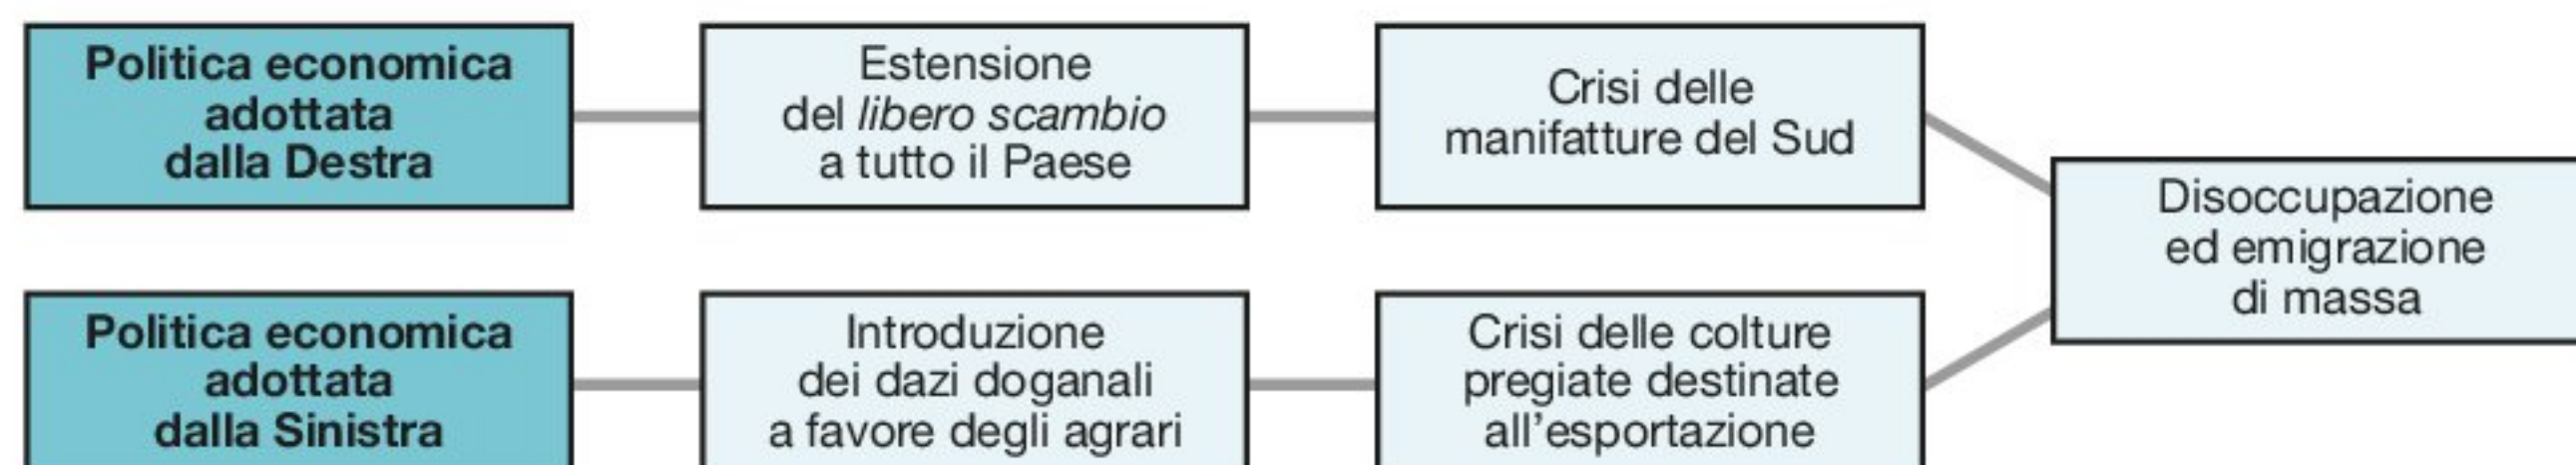 Politica economica
adottata
dalla Destra
Estensione
del libero scambio
a tutto il Paese
Crisi delle
manifatture del Sud
Disoccupazione
ed emigrazione
di massa
Politica economica
adottata
dalla Sinistra
Introduzione
dei dazi doganali
a favore degli agrari
Crisi delle colture
pregiate destinate
all'esportazione